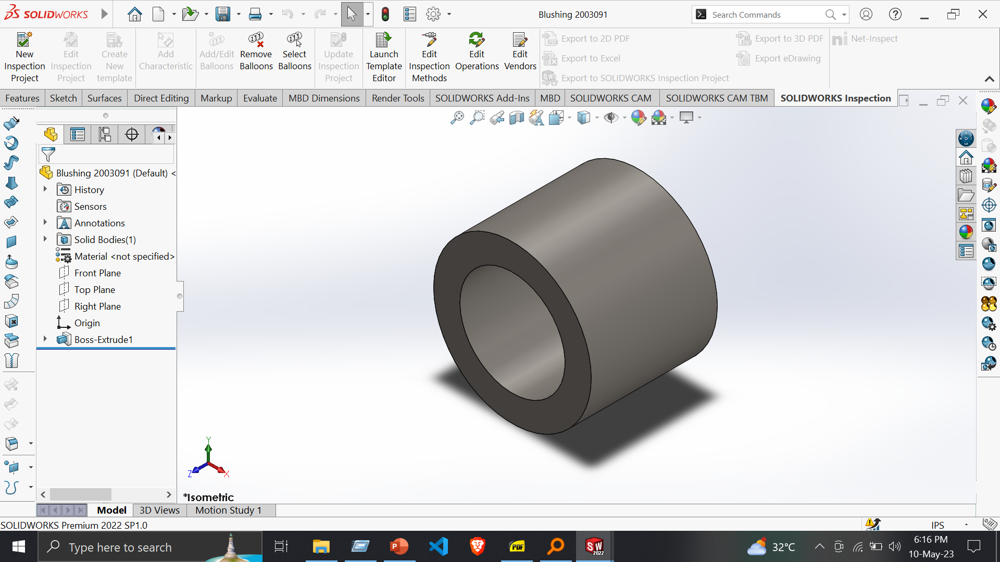 SOLIDWORKS
Blushing 2003091
Search Commands
New Inspection Project
Edit Inspection Project
Create New template
Add Characteristic
Add/Edit Balloons
Remove Balloons
Select Balloons
Update Inspection Project
Launch Template Editor
Edit Inspection Methods
Edit Operations
Edit Vendors
Export to 2D PDF
Export to Excel
Export to SOLIDWORKS Inspection Project
Export to 3D PDF
Export eDrawing
Net-Inspect
Features Sketch Surfaces Direct Editing Markup Evaluate MBD Dimensions Render Tools SOLIDWORKS Add-Ins MBD SOLIDWORKS CAM SOLIDWORKS CAM TBM SOLIDWORKS Inspection
Blushing 2003091 (Default) <
History
Sensors
Annotations
Solid Bodies(1)
Material <not specified>
Front Plane
Top Plane
Right Plane
Origin
Boss-Extrude1
Y
Z
X
*Isometric
Model 3D Views Motion Study 1
SOLIDWORKS Premium 2022 SP1.0
IPS
Type here to search
PDF
SW
2022
32°C
6:16 PM
10-May-23